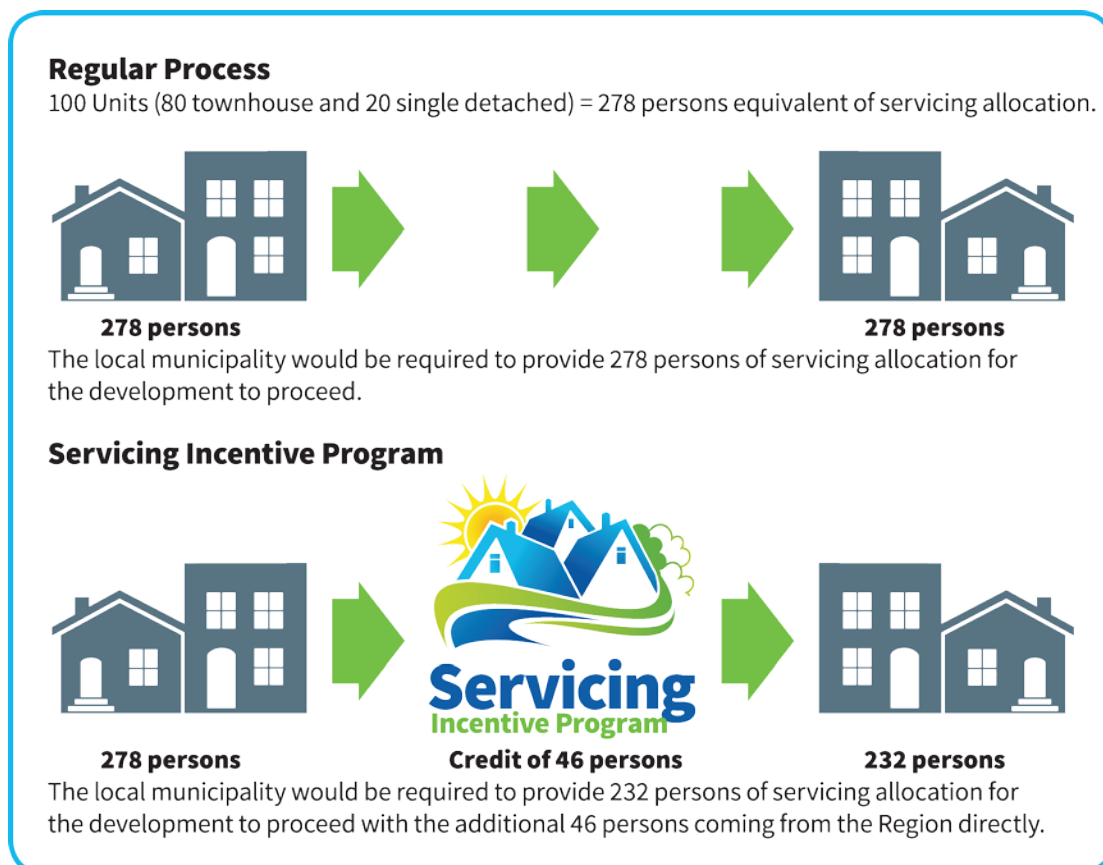 Regular Process
100 Units (80 townhouse and 20 single detached) = 278 persons equivalent of servicing allocation.
278 persons
278 persons
The local municipality would be required to provide 278 persons of servicing allocation for
the development to proceed.
Servicing Incentive Program
Servicing
Incentive Program
278 persons
Credit of 46 persons
232 persons
The local municipality would be required to provide 232 persons of servicing allocation for
the development to proceed with the additional 46 persons coming from the Region directly.